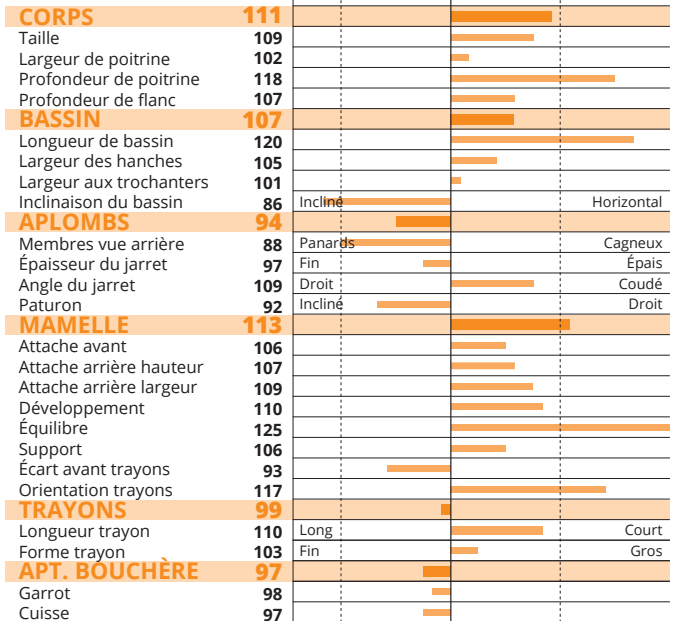 CORPS 111
Taille 109
Largeur de poitrine 102
Profondeur de poitrine 118
Profondeur de flanc 107
BASSIN 107
Longueur de bassin 120
Largeur des hanches 105
Largeur aux trochanters 101
Inclinaison du bassin 86 Incliné Horizontal
APLOMBS 94
Membres vue arrière 88 Panards Cagneux
Épaisseur du jarret 97 Fin Épais
Angle du jarret 109 Droit Coudé
Paturon 92 Incliné Droit
MAMELLE 113
Attache avant 106
Attache arrière hauteur 107
Attache arrière largeur 109
Développement 110
Équilibre 125
Support 106
Écart avant trayons 93
Orientation trayons 117
TRAYONS 99
Longueur trayon 110 Long Court
Forme trayon 103 Fin Gros
APT. BOUCHÈRE 97
Garrot 98
Cuisse 97